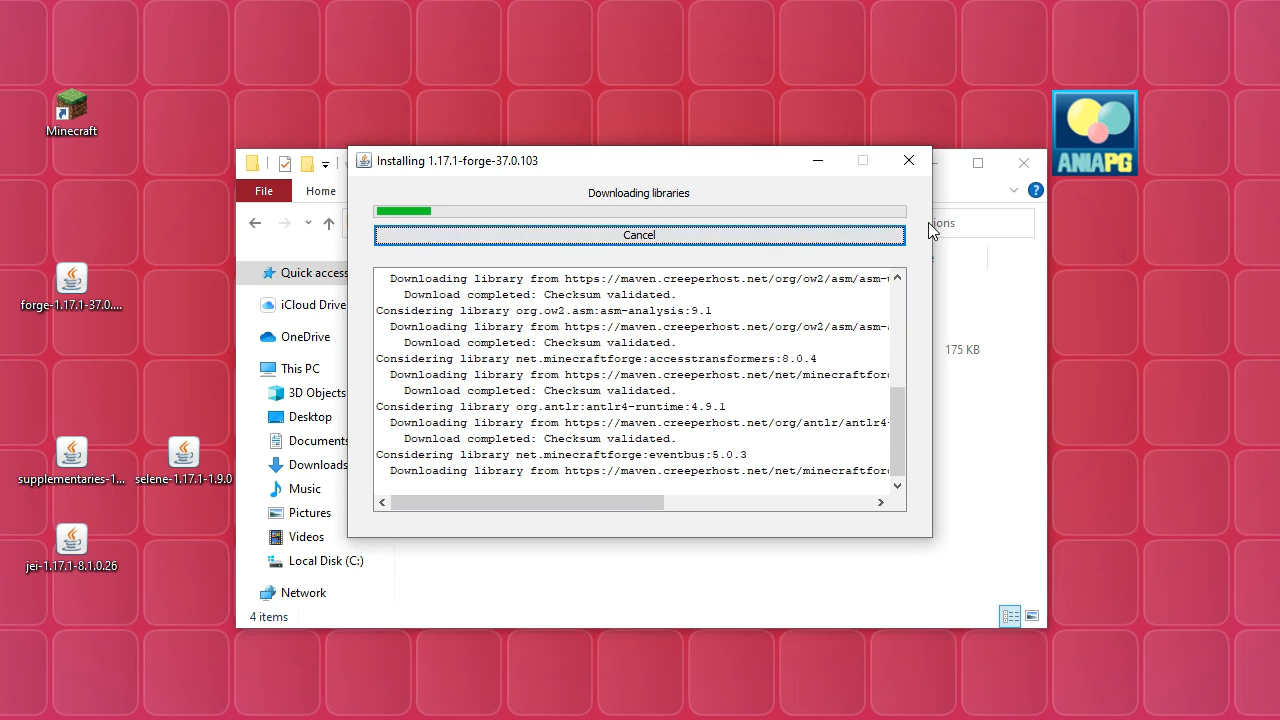 Minecraft
ANIAPG
Installing 1.17.1-forge-37.0.103
File
Home
Downloading libraries
Cancel
ions
Quick access
iCloud Drive
OneDrive
This PC
3D Objects
Desktop
Documents
Downloads
Music
Pictures
Videos
Local Disk (C:)
Network
4 items
175 KB
Downloading library from https://maven.creeperhost.net/org/ow2/asm/asm-
Download completed: Checksum validated.
Considering library org.ow2.asm:asm-analysis:9.1
Downloading library from https://maven.creeperhost.net/org/ow2/asm/asm-
Download completed: Checksum validated.
Considering library net.minecraftforge:accesstransformers:8.0.4
Downloading library from https://maven.creeperhost.net/net/minecraftfor
Download completed: Checksum validated.
Considering library org.antlr:antlr4-runtime:4.9.1
Downloading library from https://maven.creeperhost.net/org/antlr/antlr4-
Download completed: Checksum validated.
Considering library net.minecraftforge:eventbus:5.0.3
Downloading library from https://maven.creeperhost.net/net/minecraftfor
forge-1.17.1-37.0....
supplementaries-1...
selene-1.17.1-1.9.0
jei-1.17.1-8.1.0.26